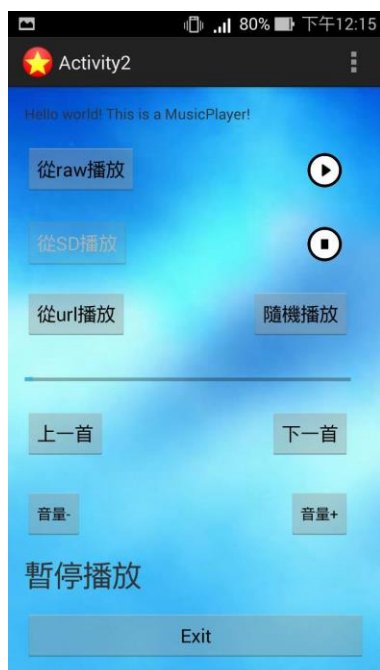 80% 下午12:15
Activity2
Hello world! This is a MusicPlayer!
從raw播放
從SD播放
從url播放 隨機播放
上一首 下一首
音量- 音量+
暫停播放
Exit